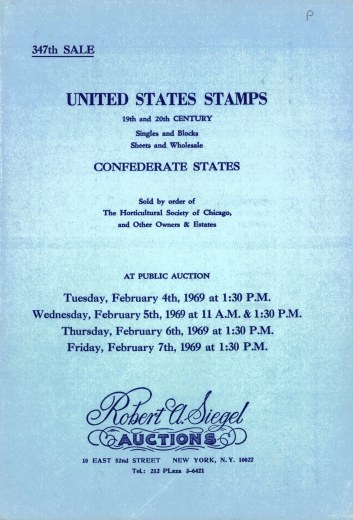 P
347th SALE
UNITED STATES STAMPS
19th and 20th CENTURY
Singles and Blocks
Sheets and Wholesale
CONFEDERATE STATES
Sold by order of
The Horticultural Society of Chicago,
and Other Owners & Estates
AT PUBLIC AUCTION
Tuesday, February 4th, 1969 at 1:30 P.M.
Wednesday, February 5th, 1969 at 11 A.M. & 1:30 P.M.
Thursday, February 6th, 1969 at 1:30 P.M.
Friday, February 7th, 1969 at 1:30 P.M.
Robert A. Siegel
AUCTIONS
10 EAST 52nd STREET NEW YORK, N.Y. 10022
Tel.: 212 PLaza 3-6421